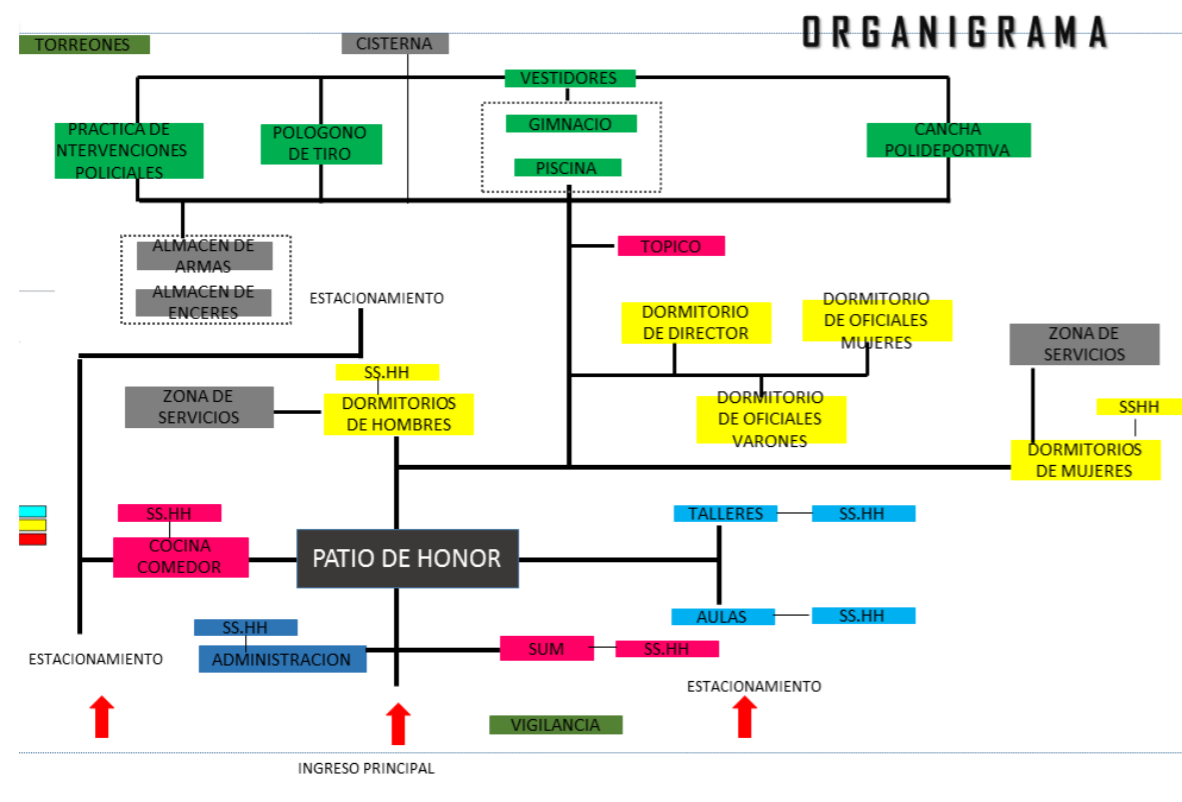 ORGANIGRAMA
TORREONES
CISTERNA
VESTIDORES
PRACTICA DE
NTERVENCIONES
POLICIALES
POLOGONO
DE TIRO
GIMNACIO
PISCINA
CANCHA
POLIDEPORTIVA
ALMACEN DE
ARMAS
ALMACEN DE
ENCERES
TOPICO
ESTACIONAMIENTO
DORMITORIO
DE DIRECTOR
DORMITORIO
DE OFICIALES
MUJERES
ZONA DE
SERVICIOS
SS.HH
ZONA DE
SERVICIOS
DORMITORIOS
DE HOMBRES
DORMITORIO
DE OFICIALES
VARONES
SSHH
DORMITORIOS
DE MUJERES
SS.HH
COCINA
COMEDOR
PATIO DE HONOR
TALLERES
SS.HH
AULAS
SS.HH
SS.HH
ADMINISTRACION
SUM
SS.HH
ESTACIONAMIENTO
ESTACIONAMIENTO
VIGILANCIA
INGRESO PRINCIPAL